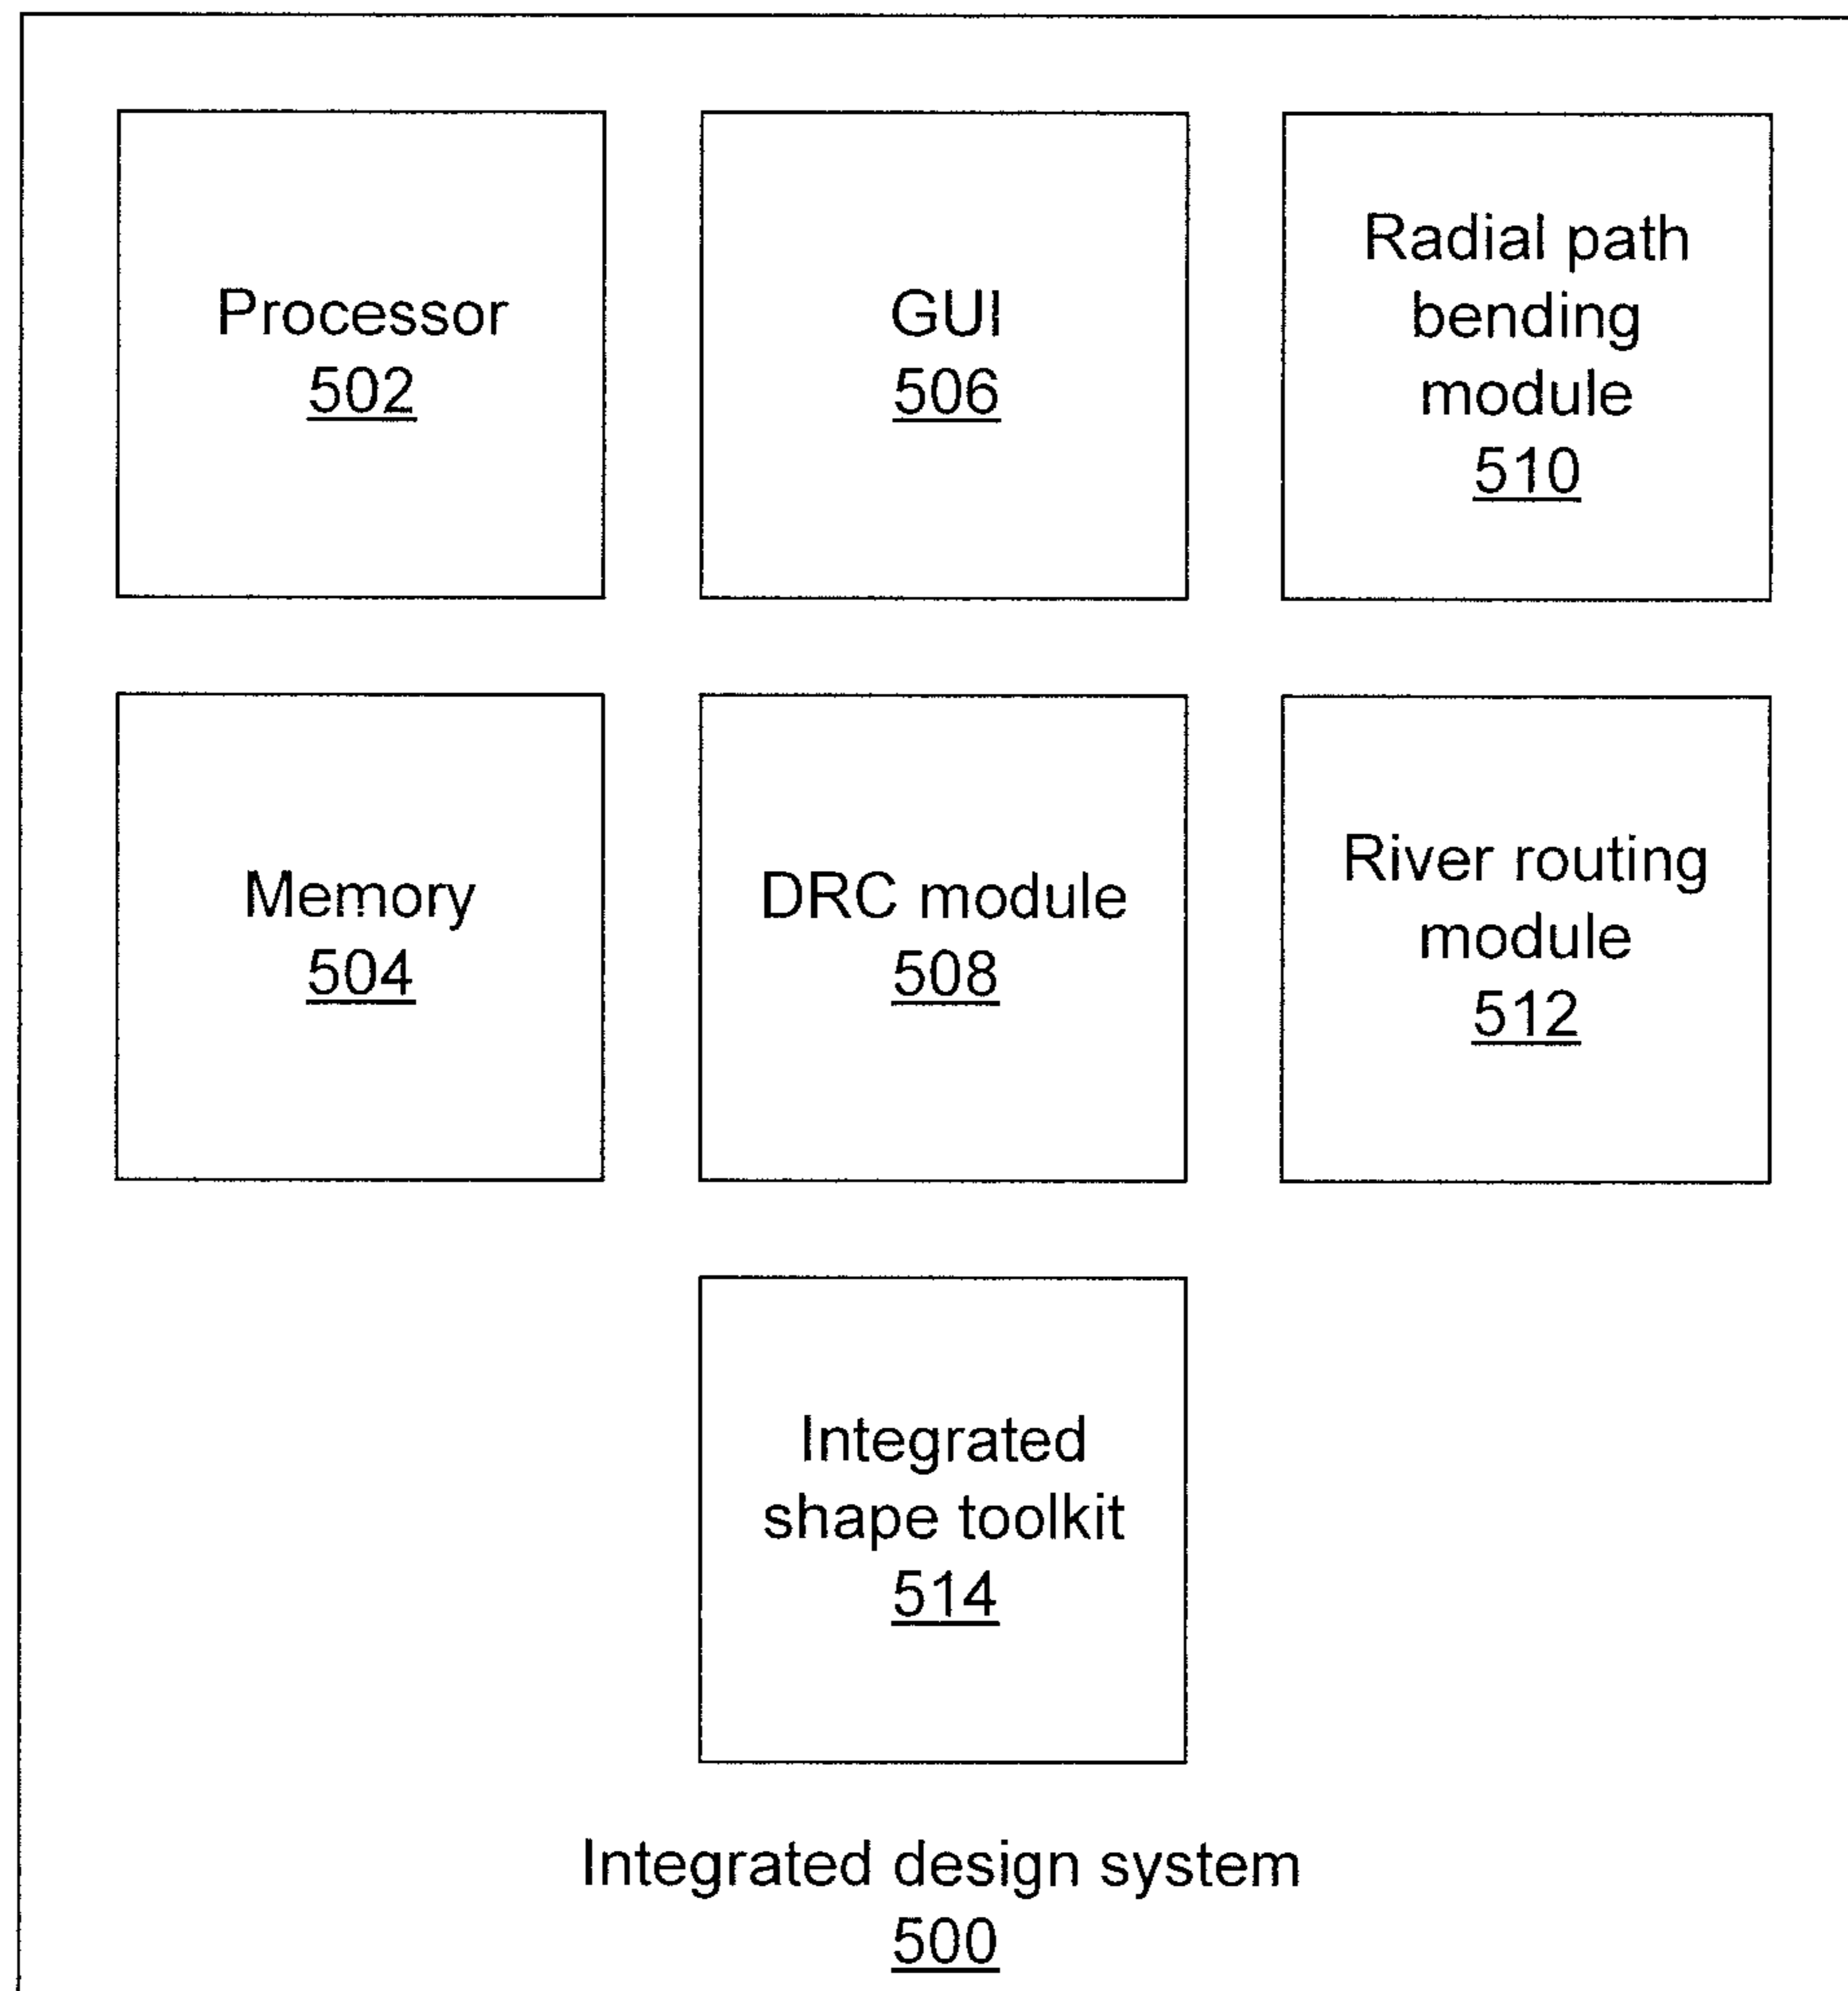 Processor
502
GUI
506
Radial path
bending
module
510
Memory
504
DRC module
508
River routing
module
512
Integrated
shape toolkit
514
Integrated design system
500